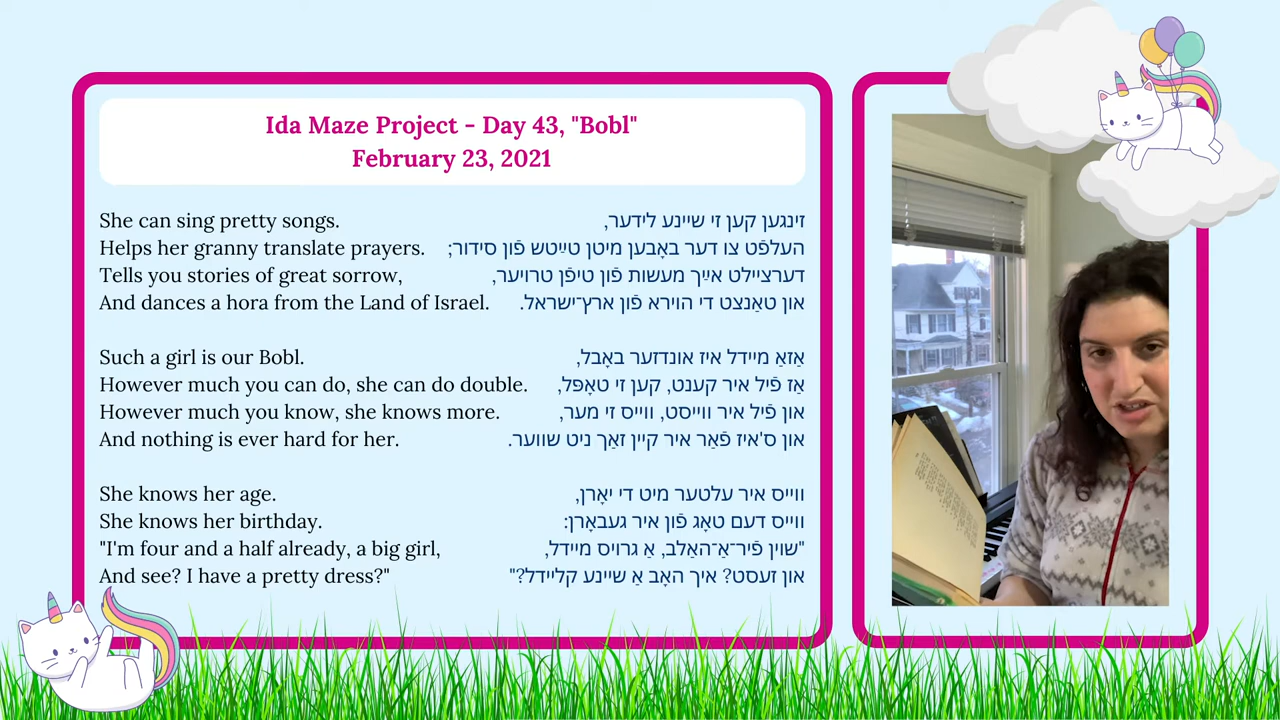 Ida Maze Project - Day 43, "Bobl"
February 23, 2021
She can sing pretty songs.
Helps her granny translate prayers.
Tells you stories of great sorrow,
And dances a hora from the Land of Israel.
Such a girl is our Bobl.
However much you can do, she can do double.
However much you know, she knows more.
And nothing is ever hard for her.
She knows her age.
She knows her birthday.
"I'm four and a half already, a big girl,
And see? I have a pretty dress?"
זינגען קען זי שיינע לידער,
העלפֿט צו דער באָבען מיטן טײַטש פֿון סידור;
דערציילט אײַך מעשׂות פֿון טיפֿן טרויער,
און טאַנצט די הוירא פֿון ארץ־ישׂראל.
אַזאַ מיידל איז אונדזער באָבל,
אַז פֿיל איר קענט, קען זי טאָפּל,
און פֿיל איר ווייסט, ווייס זי מער,
און ס'איז פֿאַר איר קיין זאַך ניט שווער.
ווייס איר עלטער מיט די יאָרן,
ווייס דעם טאָג פֿון איר געבאָרן:
"שוין פֿיר־אַ־האַלב, אַ גרויס מיידל,
און זעסט? איך האָב אַ שיינע קליידל?"